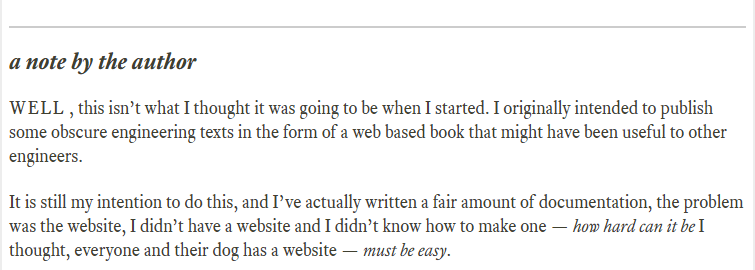 a note by the author
WELL , this isn't what I thought it was going to be when I started. I originally intended to publish
some obscure engineering texts in the form of a web based book that might have been useful to other
engineers.
It is still my intention to do this, and I've actually written a fair amount of documentation, the problem
was the website, I didn't have a website and I didn't know how to make one — how hard can it be I
thought, everyone and their dog has a website — must be easy.